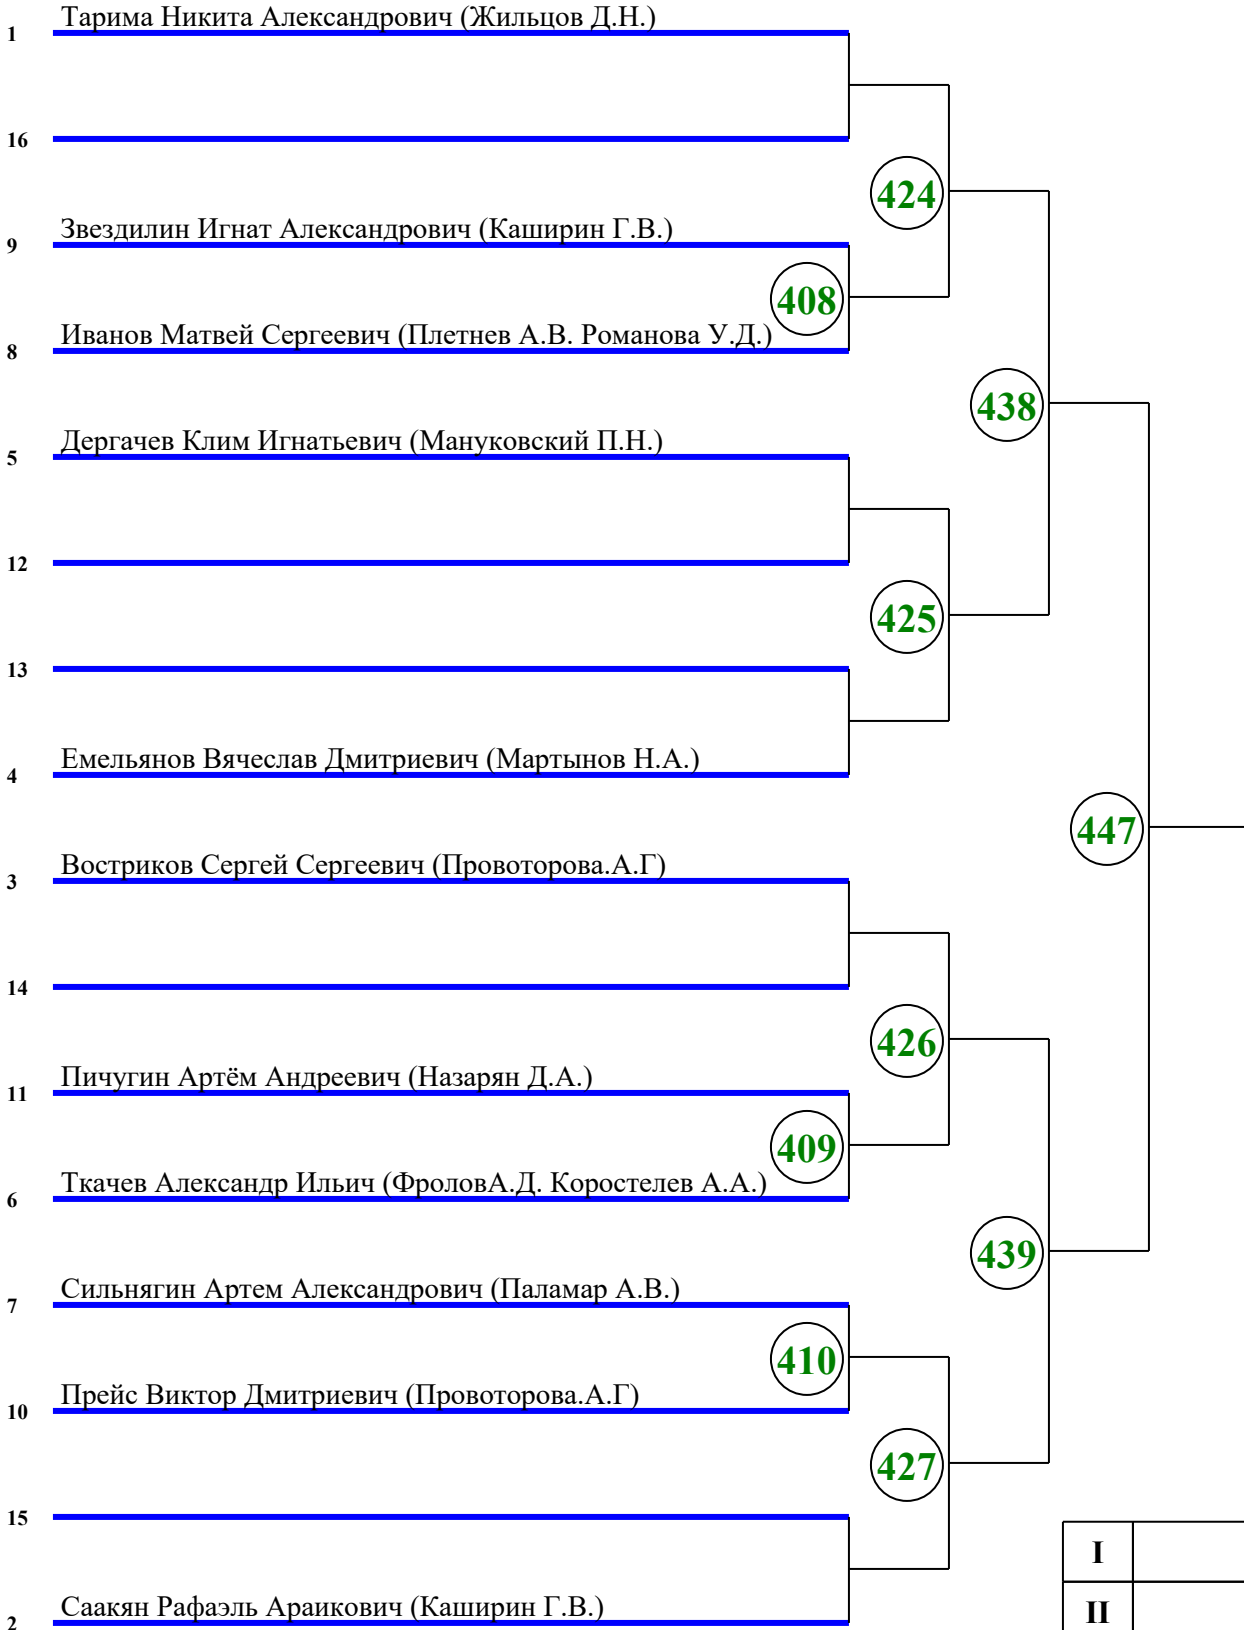 1 Тарима Никита Александрович (Жильцов Д.Н.)
16
424
9 Звездилин Игнат Александрович (Каширин Г.В.)
408
8 Иванов Матвей Сергеевич (Плетнев А.В. Романова У.Д.)
438
5 Дергачев Клим Игнатьевич (Мануковский П.Н.)
12
425
13
4 Емельянов Вячеслав Дмитриевич (Мартынов Н.А.)
447
3 Востриков Сергей Сергеевич (Провоторова.А.Г)
14
426
11 Пичугин Артём Андреевич (Назарян Д.А.)
409
6 Ткачев Александр Ильич (ФроловА.Д. Коростелев А.А.)
439
7 Сильнягин Артем Александрович (Паламар А.В.)
410
10 Прейс Виктор Дмитриевич (Провоторова.А.Г)
427
15
I
2 Саакян Рафаэль Араикович (Каширин Г.В.)
II